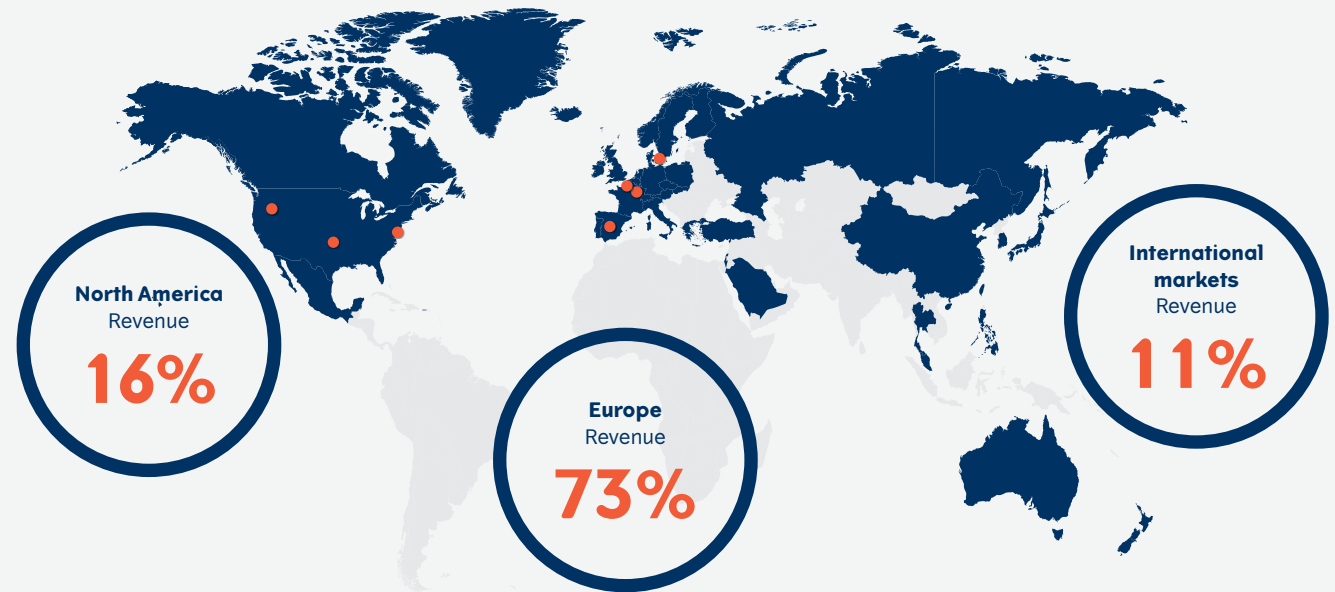 North America
Revenue
16%
Europe
Revenue
73%
International
markets
Revenue
11%